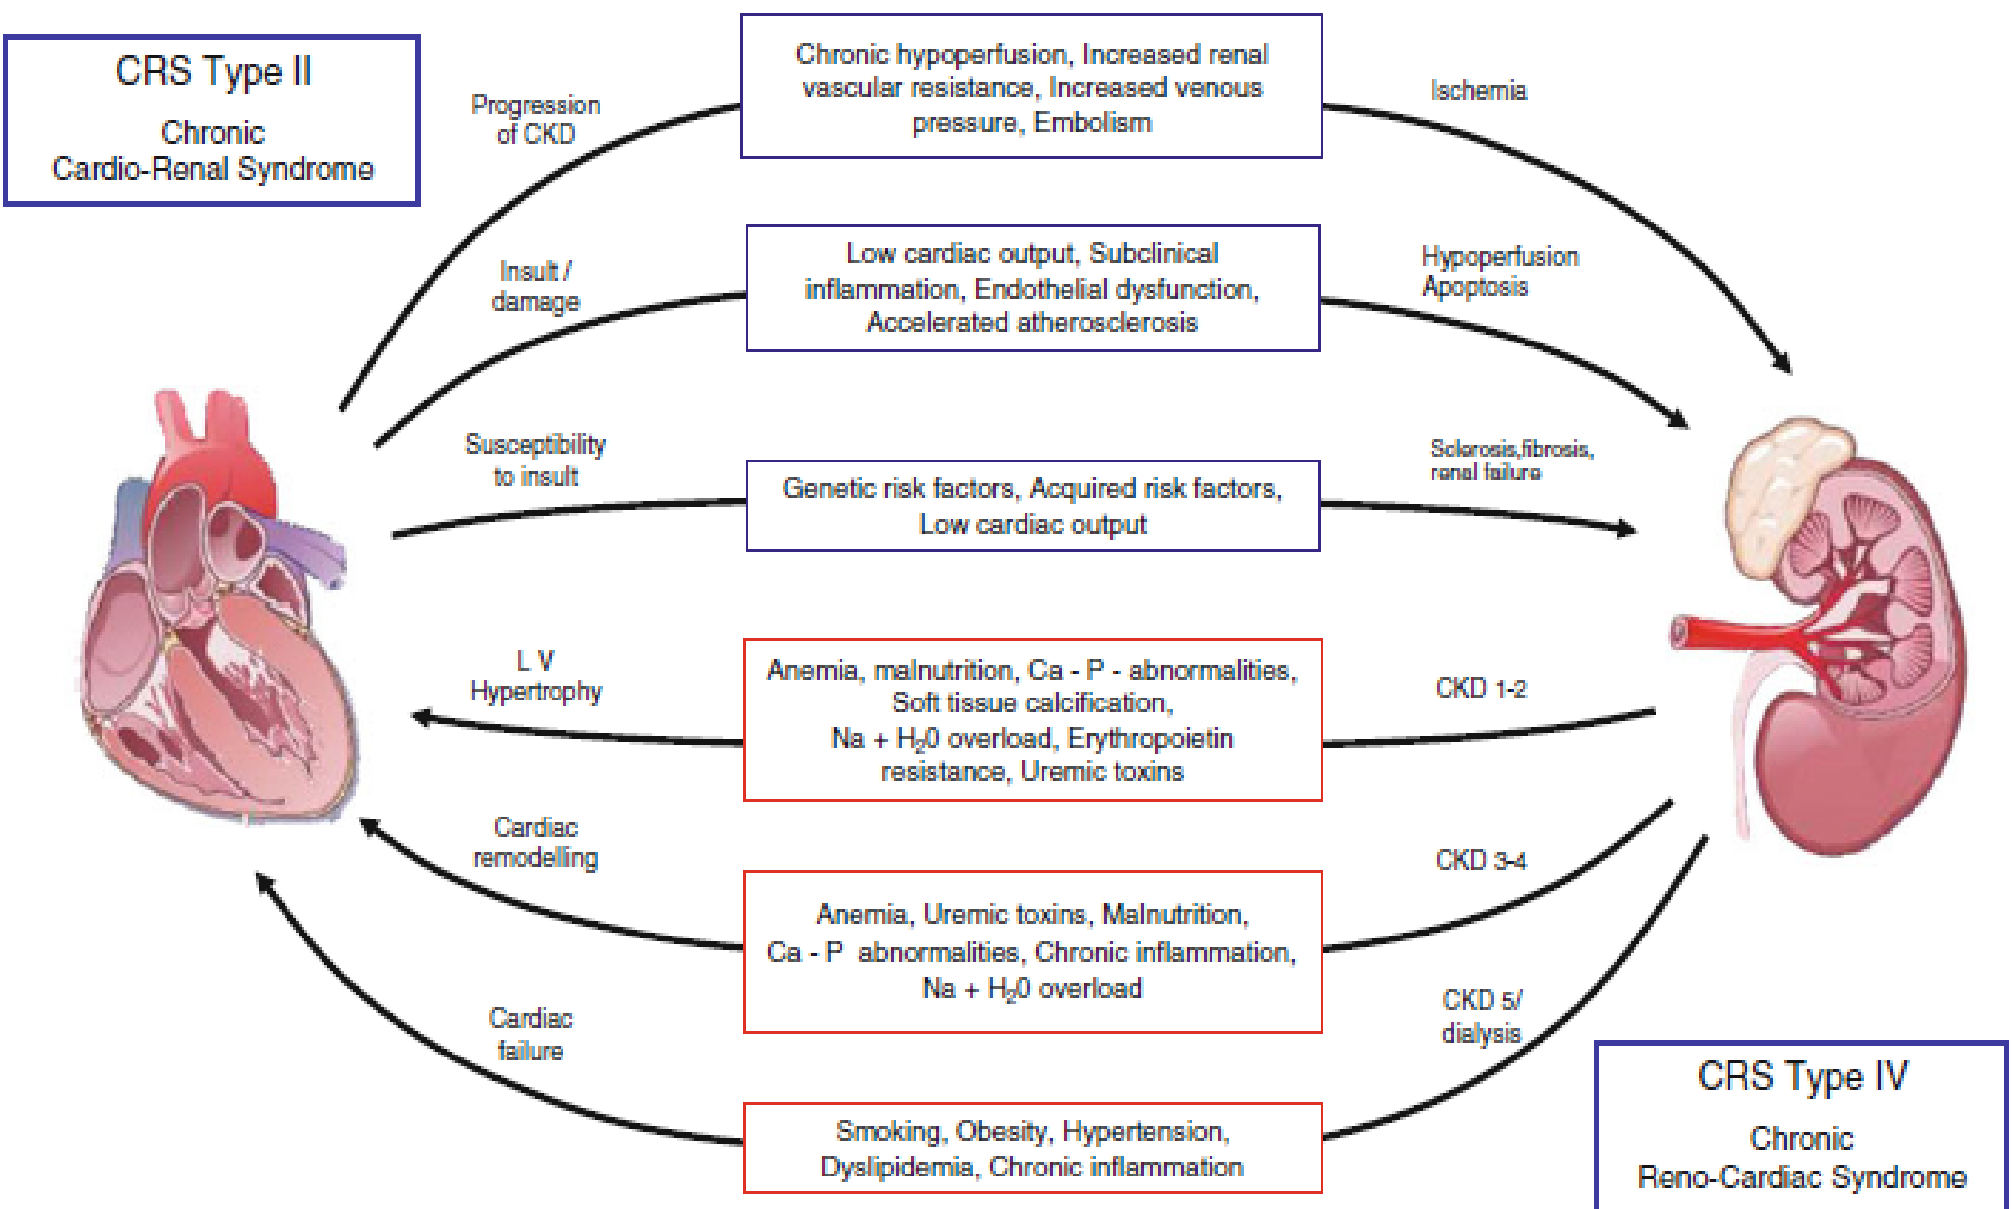 CRS Type II
Chronic
Cardio-Renal Syndrome
Progression
of CKD
Chronic hypoperfusion, Increased renal
vascular resistance, Increased venous
pressure, Embolism
Ischemia
Insult /
damage
Low cardiac output, Subclinical
inflammation, Endothelial dysfunction,
Accelerated atherosclerosis
Hypoperfusion
Apoptosis
Susceptibility
to insult
Genetic risk factors, Acquired risk factors,
Low cardiac output
Sclerosis,fibrosis,
renal failure
L V
Hypertrophy
Anemia, malnutrition, Ca - P - abnormalities,
Soft tissue calcification,
Na + H₂0 overload, Erythropoietin
resistance, Uremic toxins
CKD 1-2
Cardiac
remodelling
Anemia, Uremic toxins, Malnutrition,
Ca - P abnormalities, Chronic inflammation,
Na + H₂0 overload
CKD 3-4
Cardiac
failure
Smoking, Obesity, Hypertension,
Dyslipidemia, Chronic inflammation
CKD 5/
dialysis
CRS Type IV
Chronic
Reno-Cardiac Syndrome